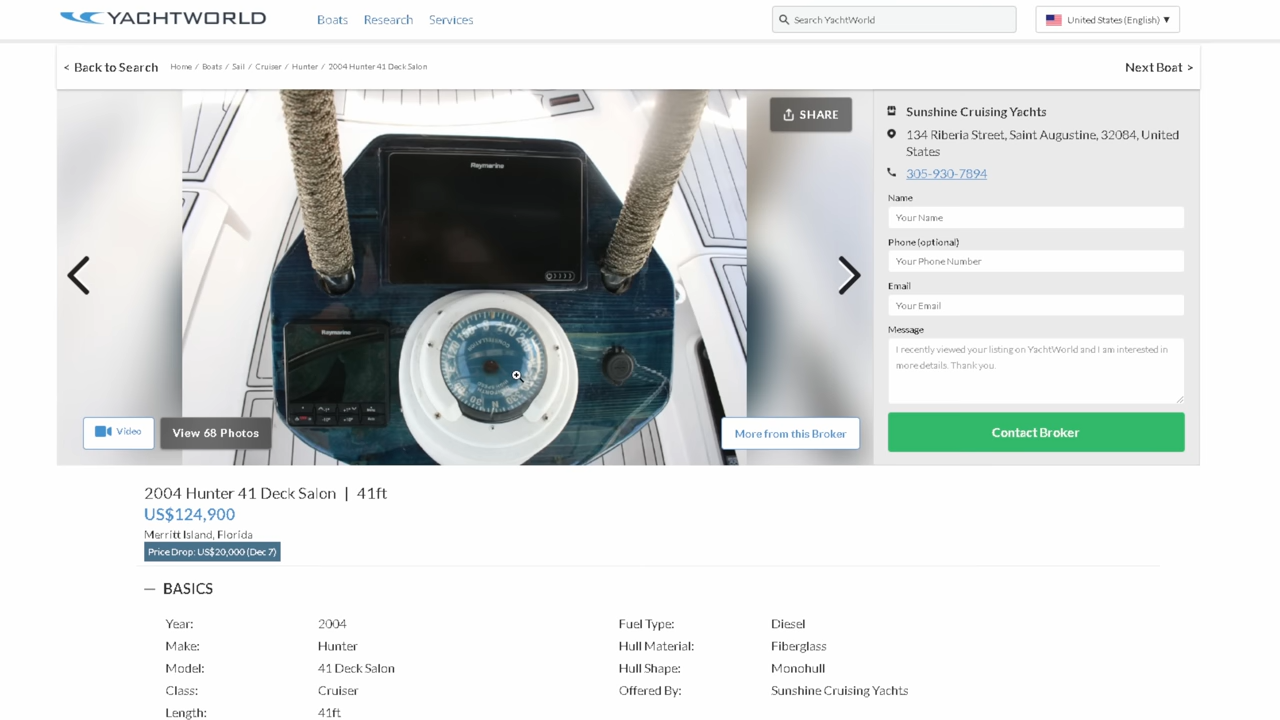 YACHTWORLD
Boats Research Services
Search YachtWorld
United States (English) ▼
< Back to Search
Home / Boats / Sail / Cruiser / Hunter / 2004 Hunter 41 Deck Salon
Next Boat >
SHARE
Raymarine
Raymarine
Video
View 68 Photos
More from this Broker
Sunshine Cruising Yachts
134 Riberia Street, Saint Augustine, 32084, United
States
305-930-7894
Name
Your Name
Phone (optional)
Your Phone Number
Email
Your Email
Message
I recently viewed your listing on YachtWorld and I am interested in
more details. Thank you.
Contact Broker
2004 Hunter 41 Deck Salon | 41ft
US$124,900
Merritt Island, Florida
Price Drop: US$20,000 (Dec 7)
— BASICS
Year: 2004
Make: Hunter
Model: 41 Deck Salon
Class: Cruiser
Length: 41ft
Fuel Type: Diesel
Hull Material: Fiberglass
Hull Shape: Monohull
Offered By: Sunshine Cruising Yachts